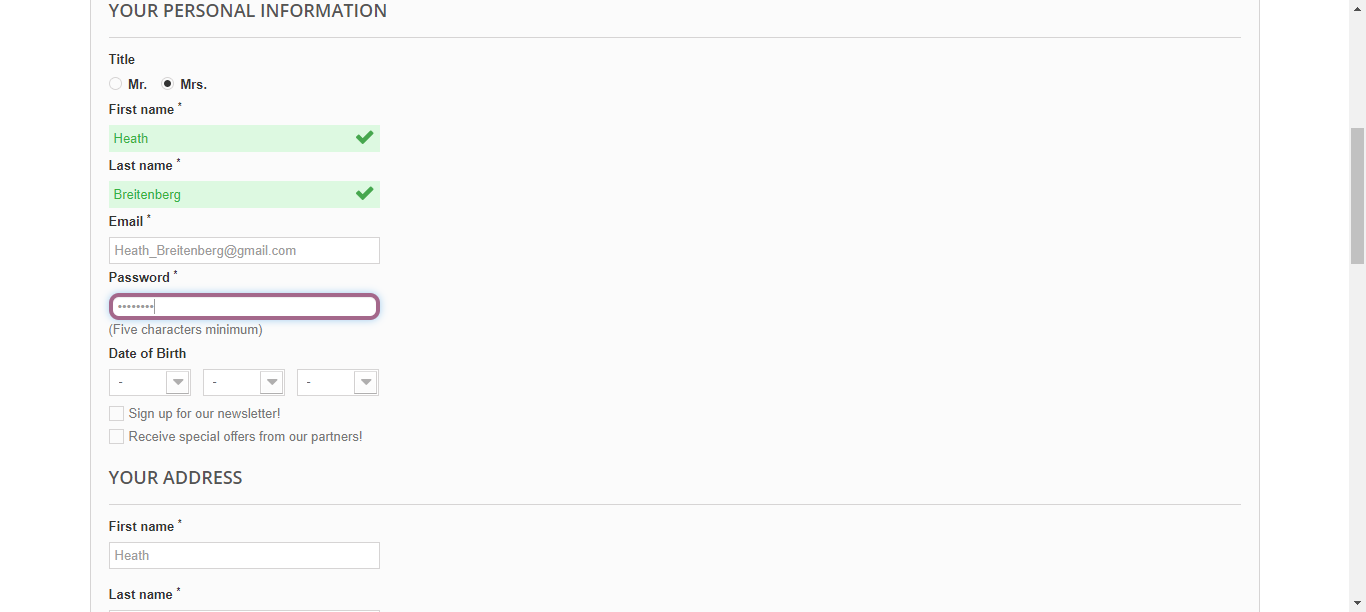 YOUR PERSONAL INFORMATION
Title
Mr. Mrs.
First name *
Heath
Last name *
Breitenberg
Email *
Heath_Breitenberg@gmail.com
Password *
••••••••
(Five characters minimum)
Date of Birth
- - -
Sign up for our newsletter!
Receive special offers from our partners!
YOUR ADDRESS
First name *
Heath
Last name *